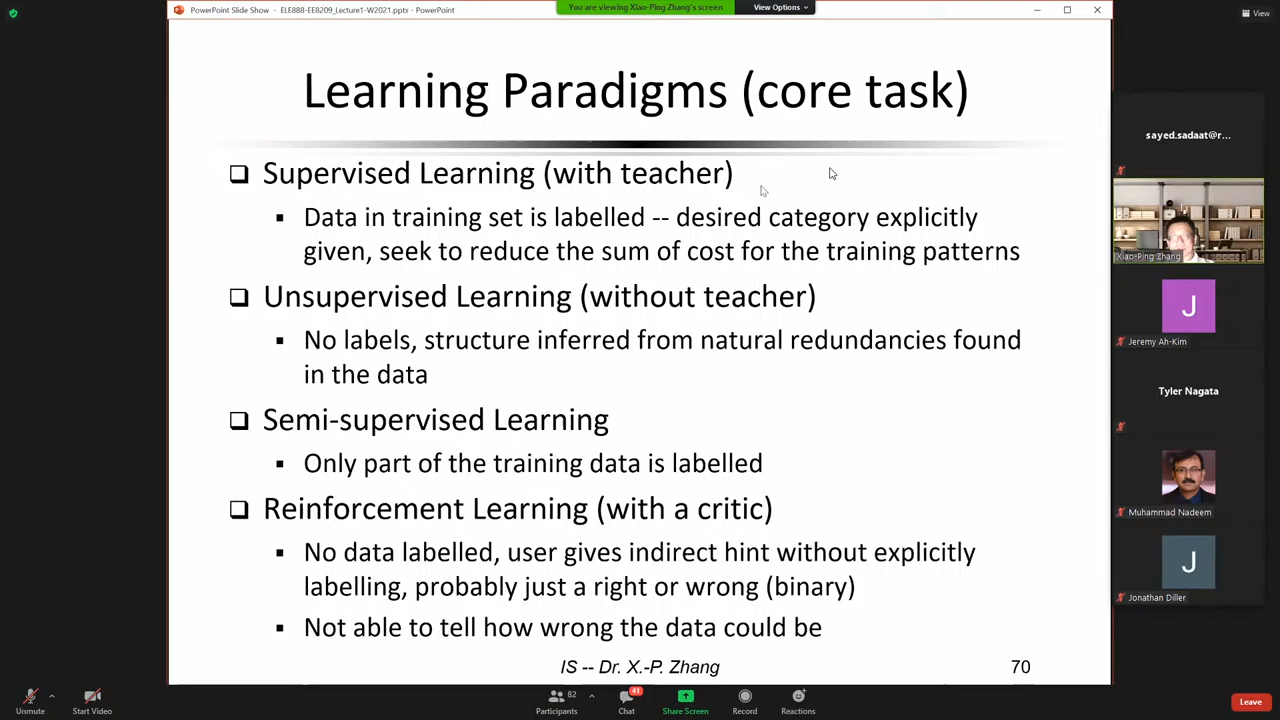 PowerPoint Slide Show - ELE888-EE8209_Lecture1-W2021.pptx - PowerPoint
You are viewing Xiao-Ping Zhang's screen
View Options
View
Learning Paradigms (core task)
Supervised Learning (with teacher)
Data in training set is labelled -- desired category explicitly
given, seek to reduce the sum of cost for the training patterns
Unsupervised Learning (without teacher)
No labels, structure inferred from natural redundancies found
in the data
Semi-supervised Learning
Only part of the training data is labelled
Reinforcement Learning (with a critic)
No data labelled, user gives indirect hint without explicitly
labelling, probably just a right or wrong (binary)
Not able to tell how wrong the data could be
IS -- Dr. X.-P. Zhang
70
sayed.sadaat@r...
Xiao-Ping Zhang
J
Jeremy Ah-Kim
Tyler Nagata
Muhammad Nadeem
J
Jonathan Diller
Unmute
Start Video
82
Participants
41
Chat
Share Screen
Record
Reactions
Leave